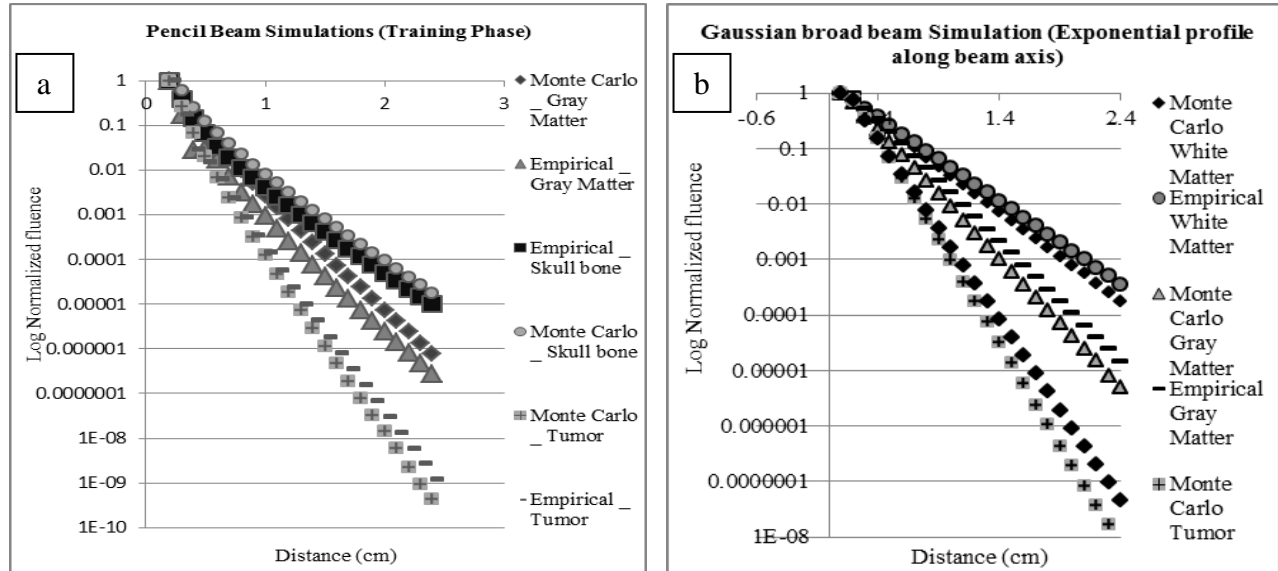 a
Pencil Beam Simulations (Training Phase)
Log Normalized fluence
1
0.1
0.01
0.001
0.0001
0.00001
0.000001
0.0000001
1E-08
1E-09
1E-10
0
1
2
3
Distance (cm)
Monte Carlo
_ Gray
Matter
Empirical _
Gray Matter
Empirical _
Skull bone
Monte Carlo
_ Skull bone
Monte Carlo
_ Tumor
Empirical _
Tumor
b
Gaussian broad beam Simulation (Exponential profile
along beam axis)
Log Normalized fluence
1
0.1
0.01
0.001
0.0001
0.00001
0.000001
0.0000001
1E-08
-0.6
0.4
1.4
2.4
Distance (cm)
Monte
Carlo
White
Matter
Empirical
White
Matter
Monte
Carlo
Gray
Matter
Empirical
Gray
Matter
Monte
Carlo
Tumor